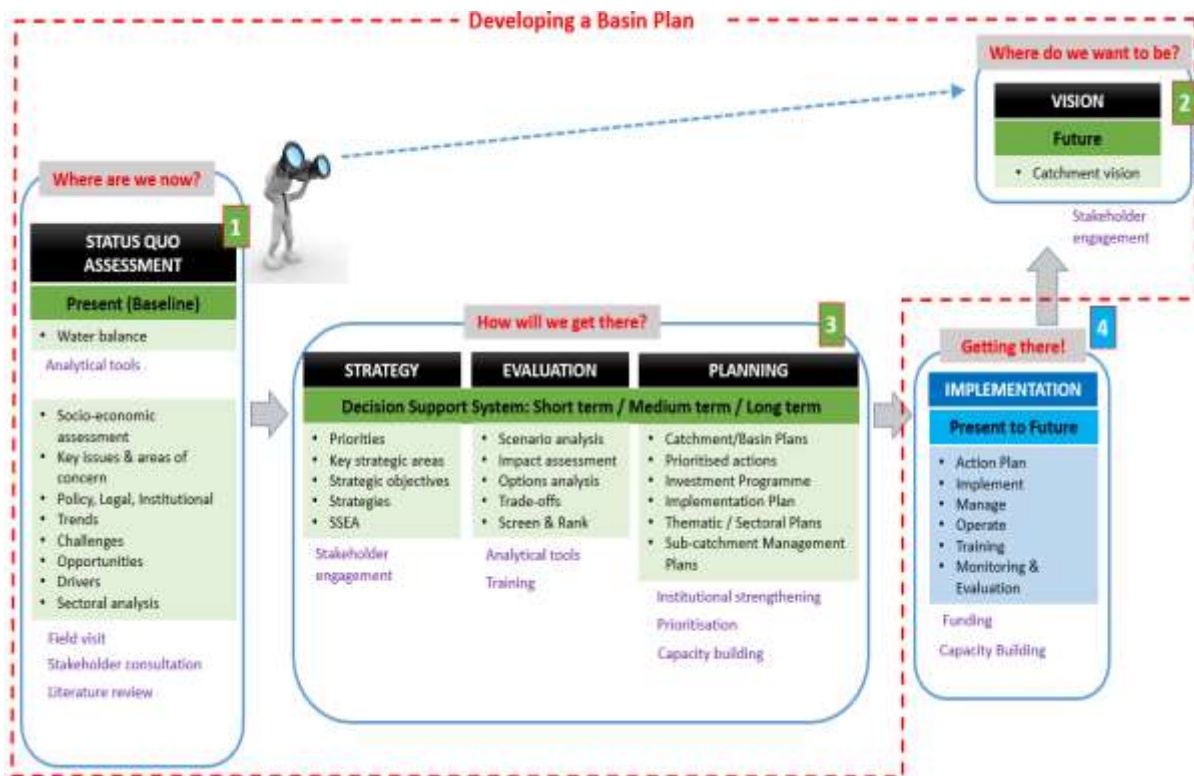 Developing a Basin Plan
Where do we want to be?
2
VISION
Future
• Catchment vision
Stakeholder
engagement
Where are we now?
1
STATUS QUO
ASSESSMENT
Present (Baseline)
• Water balance
Analytical tools
• Socio-economic
assessment
• Key issues & areas of
concern
• Policy, Legal, Institutional
• Trends
• Challenges
• Opportunities
• Drivers
• Sectoral analysis
Field visit
Stakeholder consultation
Literature review
How will we get there?
3
STRATEGY
EVALUATION
PLANNING
Decision Support System: Short term / Medium term / Long term
• Priorities
• Key strategic areas
• Strategic objectives
• Strategies
• SSEA
Stakeholder
engagement
• Scenario analysis
• Impact assessment
• Options analysis
• Trade-offs
• Screen & Rank
Analytical tools
Training
• Catchment/Basin Plans
• Prioritised actions
• Investment Programme
• Implementation Plan
• Thematic / Sectoral Plans
• Sub-catchment Management
Plans
Institutional strengthening
Prioritisation
Capacity building
4
Getting there!
IMPLEMENTATION
Present to Future
• Action Plan
• Implement
• Manage
• Operate
• Training
• Monitoring &
Evaluation
Funding
Capacity Building